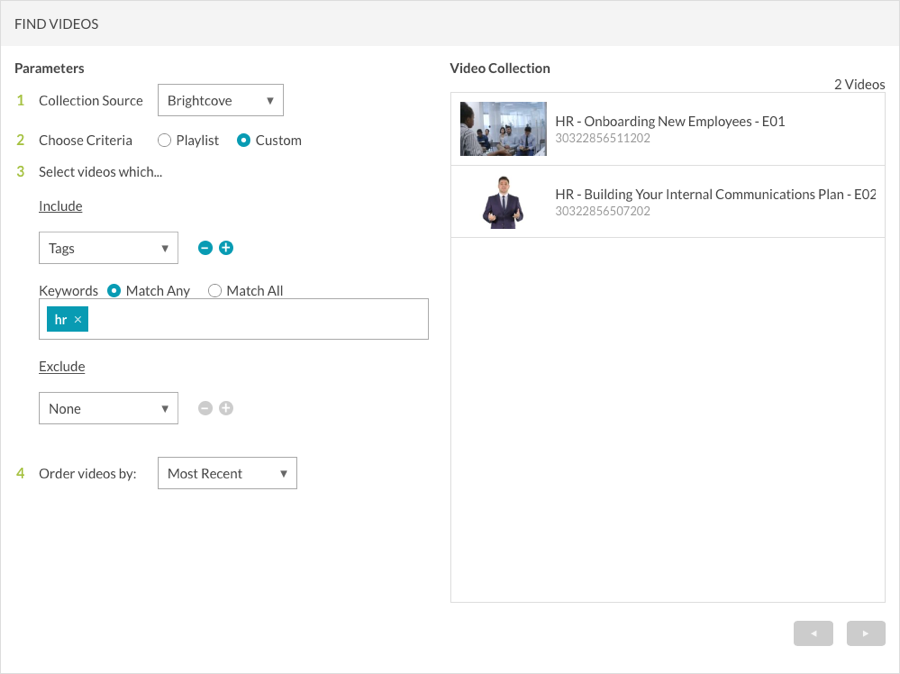 FIND VIDEOS
Parameters
1 Collection Source Brightcove
2 Choose Criteria Playlist Custom
3 Select videos which...
Include
Tags
Keywords Match Any Match All
hr ×
Exclude
None
4 Order videos by: Most Recent
Video Collection
2 Videos
HR - Onboarding New Employees - E01
30322856511202
HR - Building Your Internal Communications Plan - E02
30322856507202